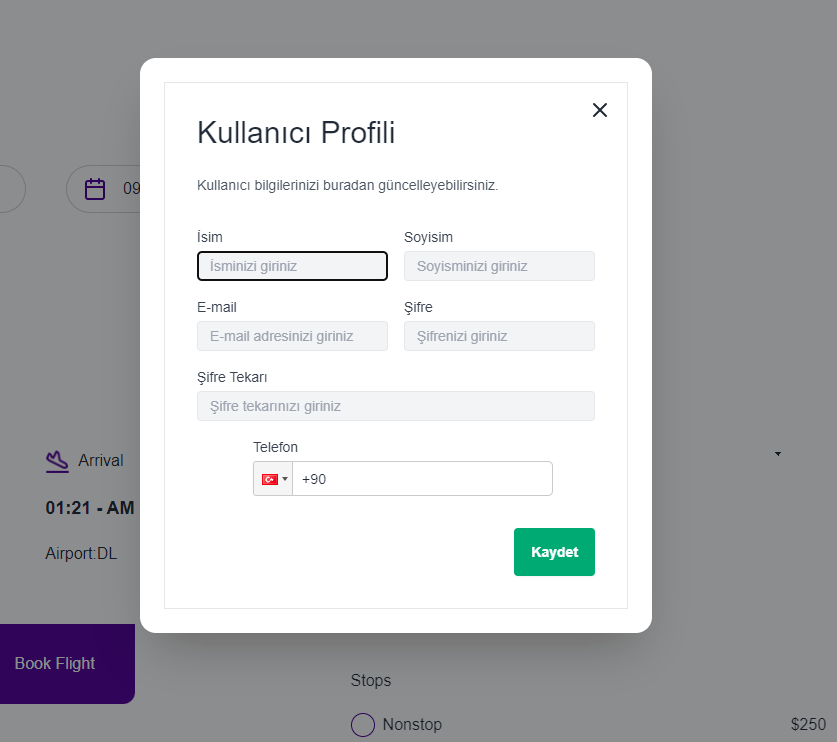 Kullanıcı Profili
Kullanıcı bilgilerinizi buradan güncelleyebilirsiniz.
09
İsim
Soyisim
İsminizi giriniz
Soyisminizi giriniz
E-mail
Şifre
E-mail adresinizi giriniz
Şifrenizi giriniz
Şifre Tekarı
Şifre tekarınızı giriniz
Telefon
+90
Kaydet
Arrival
01:21 - AM
Airport:DL
Book Flight
Stops
Nonstop
$250